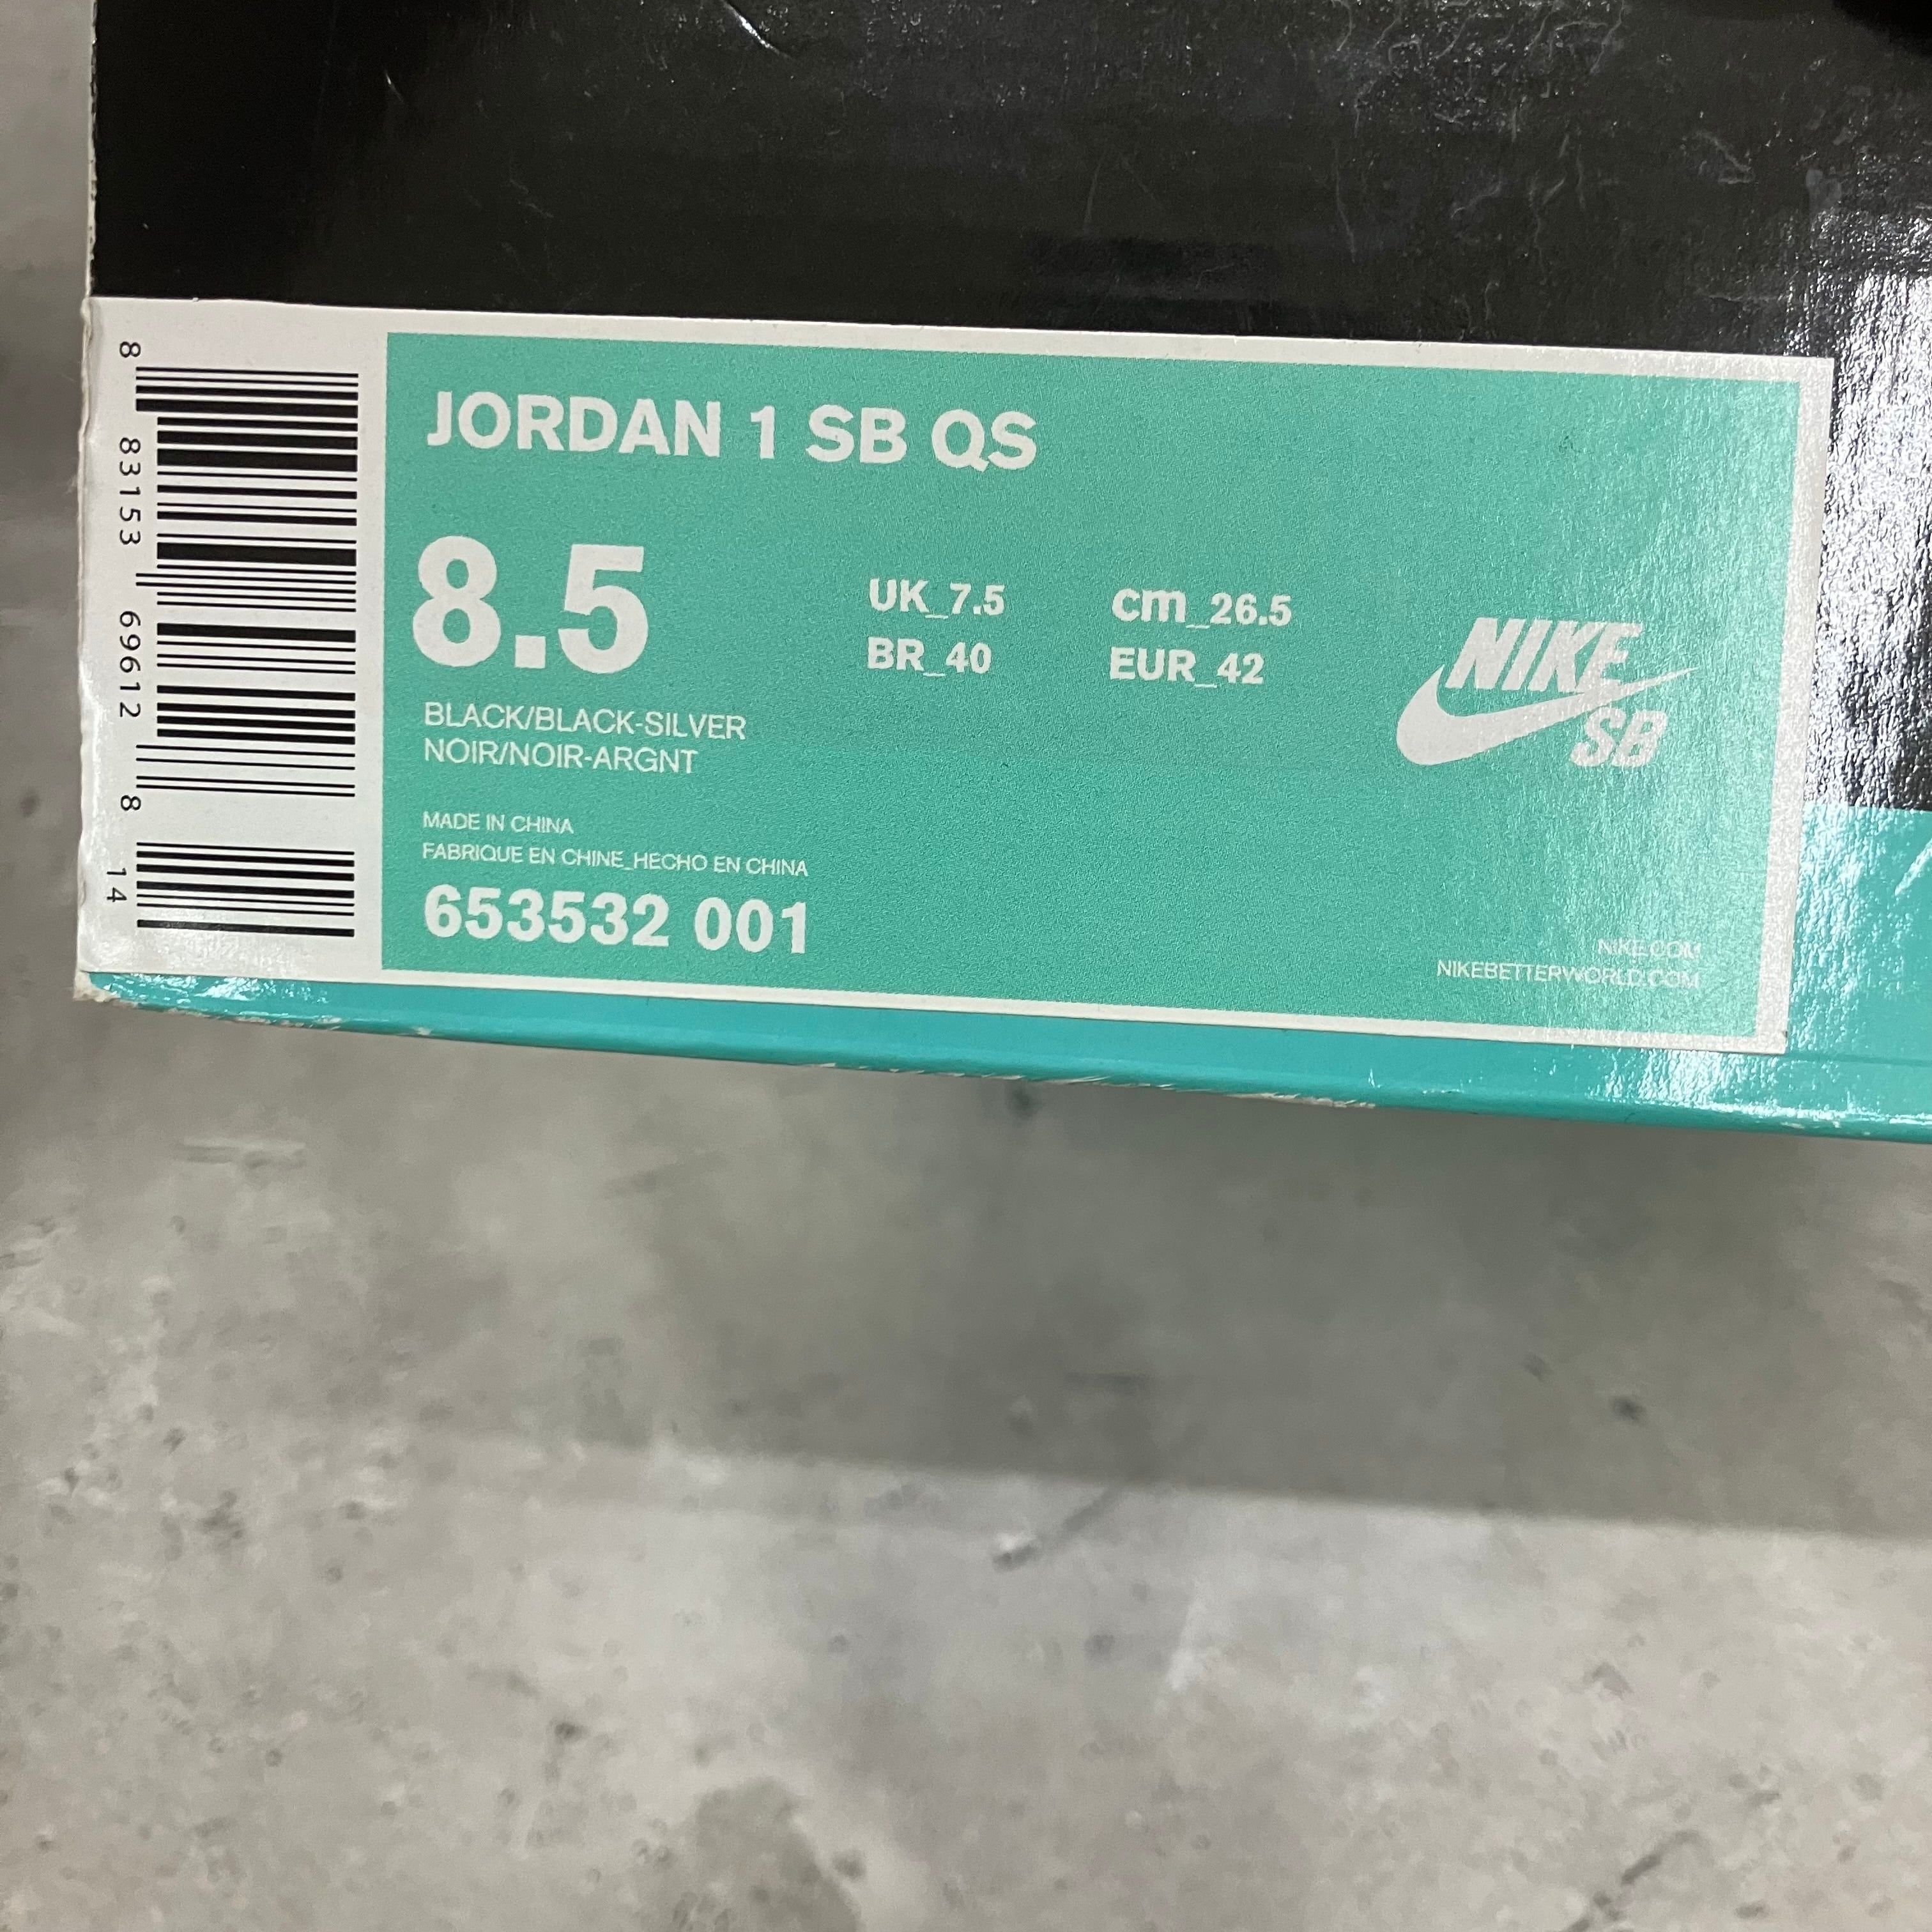 JORDAN 1 SB QS
8.5
UK_7.5
cm_26.5
BR_40
EUR_42
BLACK/BLACK-SILVER
NOIR/NOIR-ARGNT
NIKE
SB
MADE IN CHINA
FABRIQUE EN CHINE_HECHO EN CHINA
653532 001
NIKE.COM
NIKEBETTERWORLD.COM
8 83153 69612 8 14